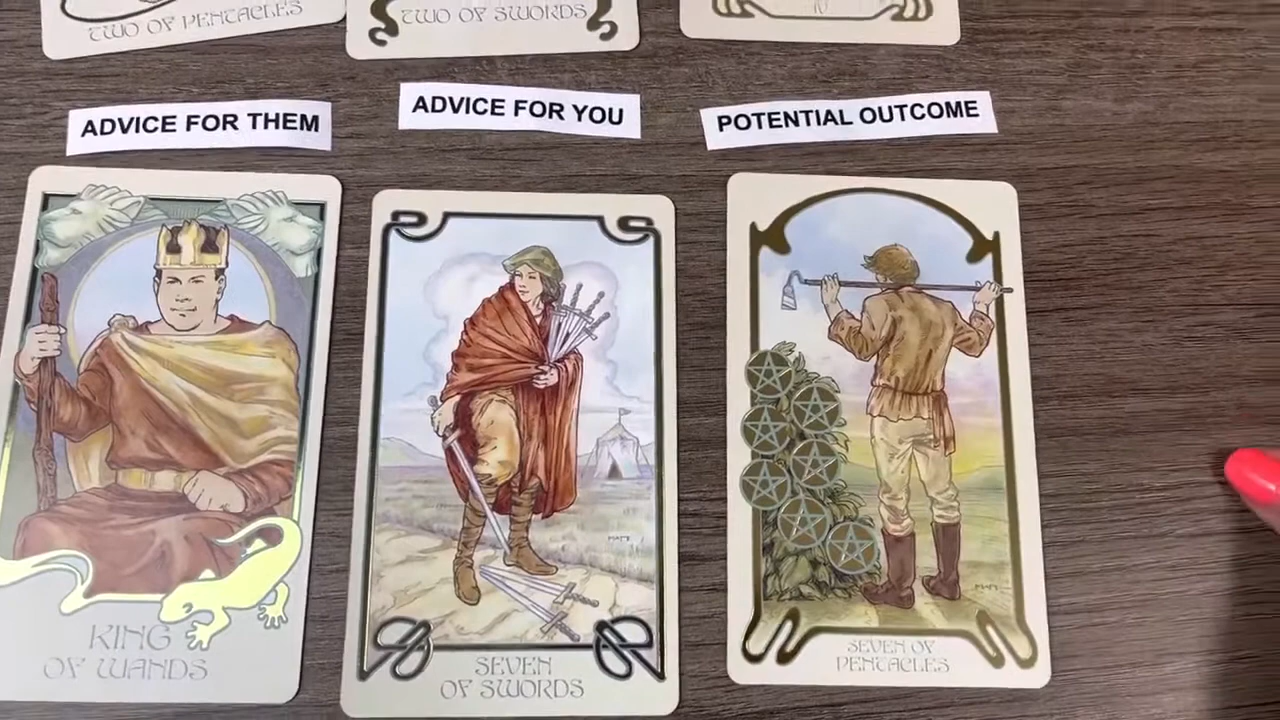 TWO OF PENTACLES
TWO OF SWORDS
IV
ADVICE FOR THEM
ADVICE FOR YOU
POTENTIAL OUTCOME
KING
OF WANDS
SEVEN
OF SWORDS
SEVEN OF
PENTACLES